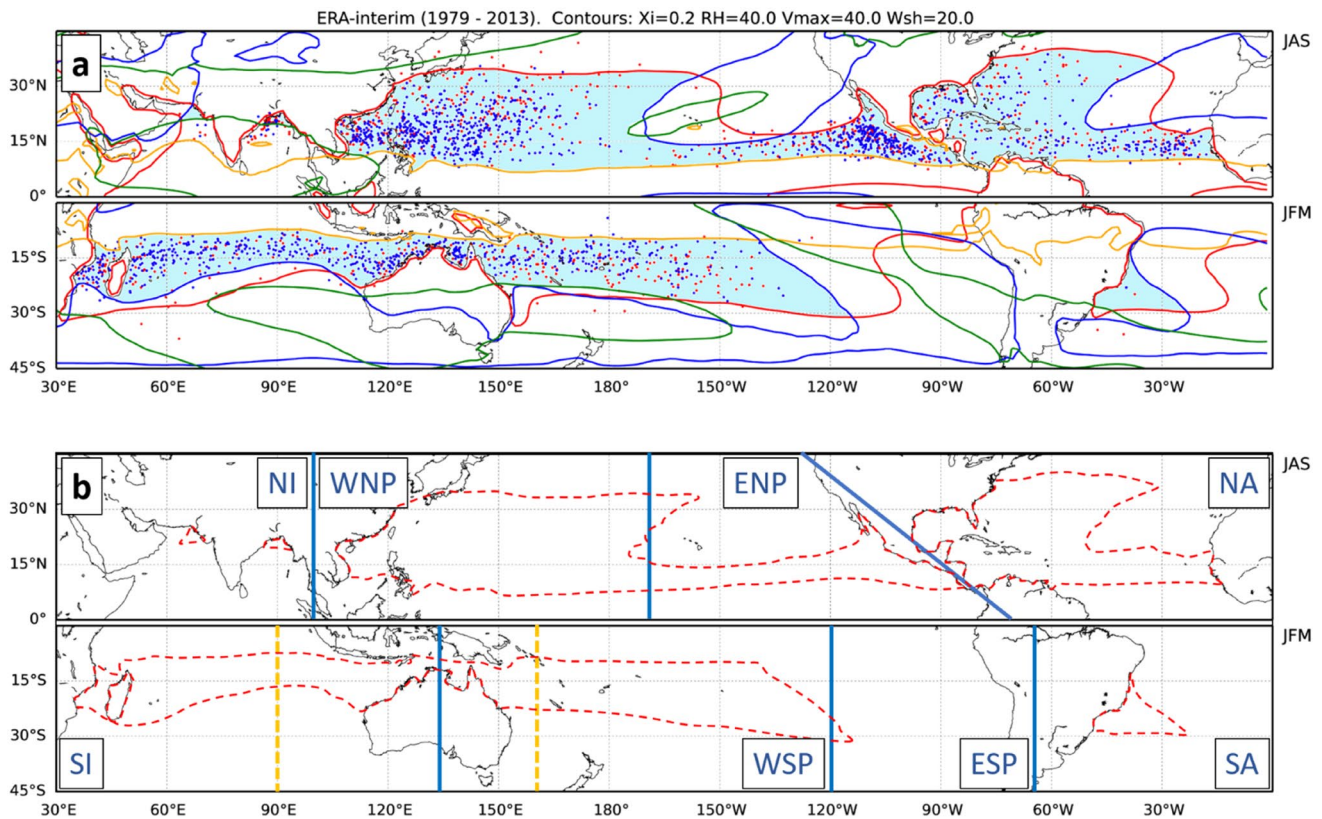 ERA-interim (1979 - 2013). Contours: Xi=0.2 RH=40.0 Vmax=40.0 Wsh=20.0
a
JAS
30°N
15°N
0°
JFM
15°S
30°S
45°S
30°E 60°E 90°E 120°E 150°E 180° 150°W 120°W 90°W 60°W 30°W
b
NI WNP ENP NA
JAS
30°N
15°N
0°
JFM
15°S
30°S
SI WSP ESP SA
45°S
30°E 60°E 90°E 120°E 150°E 180° 150°W 120°W 90°W 60°W 30°W